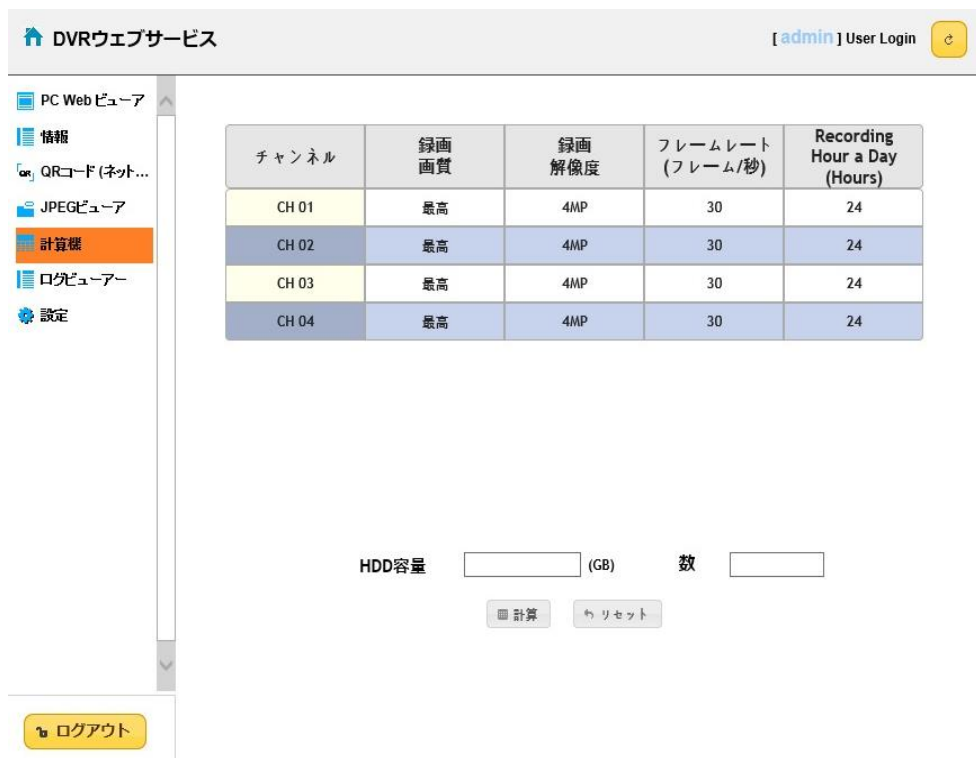 DVRウェブサービス
[ admin ] User Login
PC Web ビューア
情報
QRコード (ネット...
JPEGビューア
計算機
ログビューアー
設定
ログアウト
チャンネル 録画画質 録画解像度 フレームレート(フレーム/秒) Recording Hour a Day (Hours)
CH 01 最高 4MP 30 24
CH 02 最高 4MP 30 24
CH 03 最高 4MP 30 24
CH 04 最高 4MP 30 24
HDD容量 (GB) 数
計算 リセット